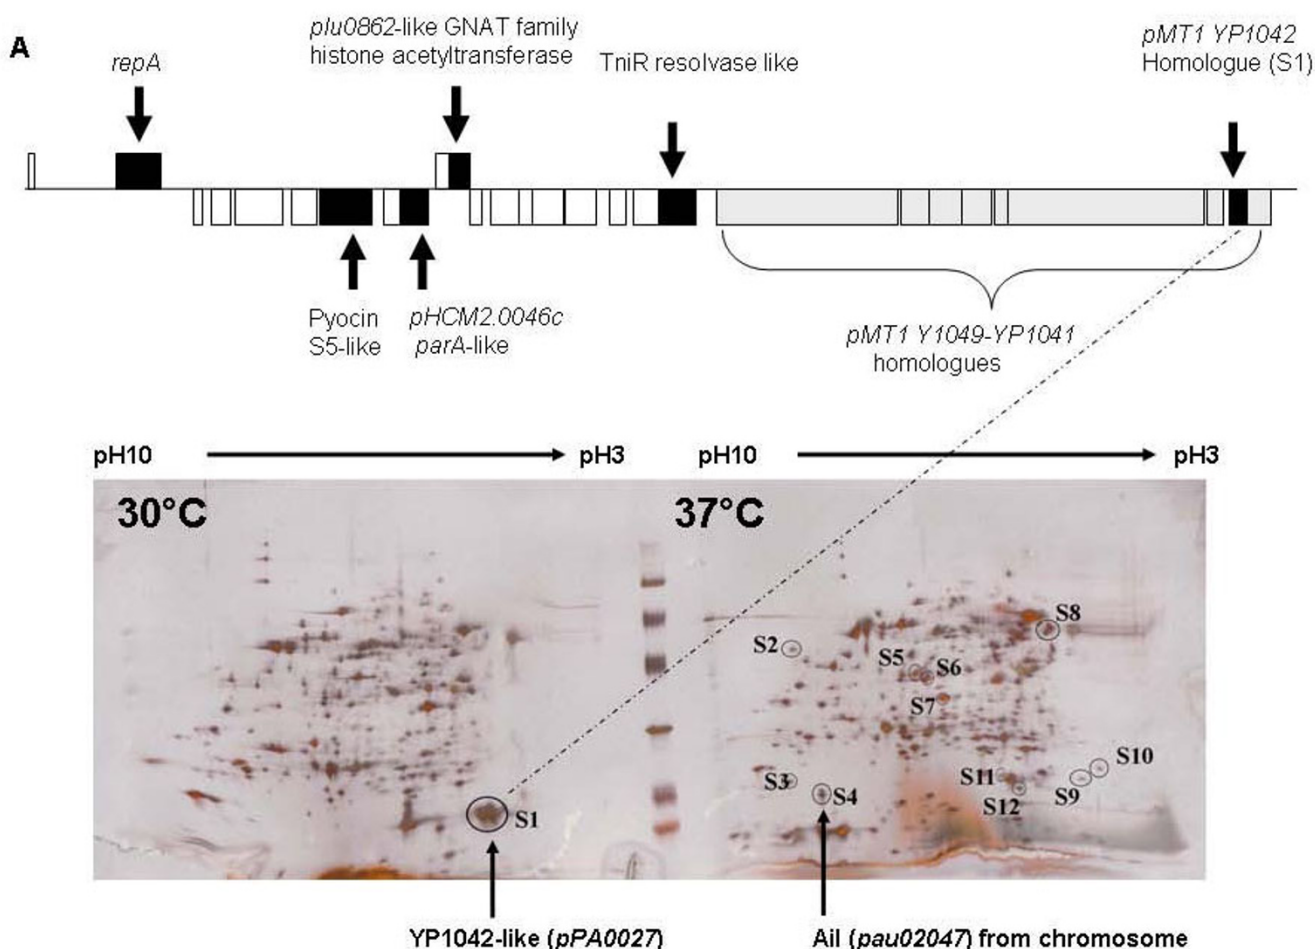 A
repA
plu0862-like GNAT family
histone acetyltransferase
TniR resolvase like
pMT1 YP1042
Homologue (S1)
Pyocin
S5-like
pHCM2.0046c
parA-like
pMT1 Y1049-YP1041
homologues
pH10
pH3
pH10
pH3
30°C
37°C
S8
S2
S5
S6
S7
S10
S3
S4
S11
S12
S9
S1
YP1042-like (pPA0027)
Ail (pau02047) from chromosome